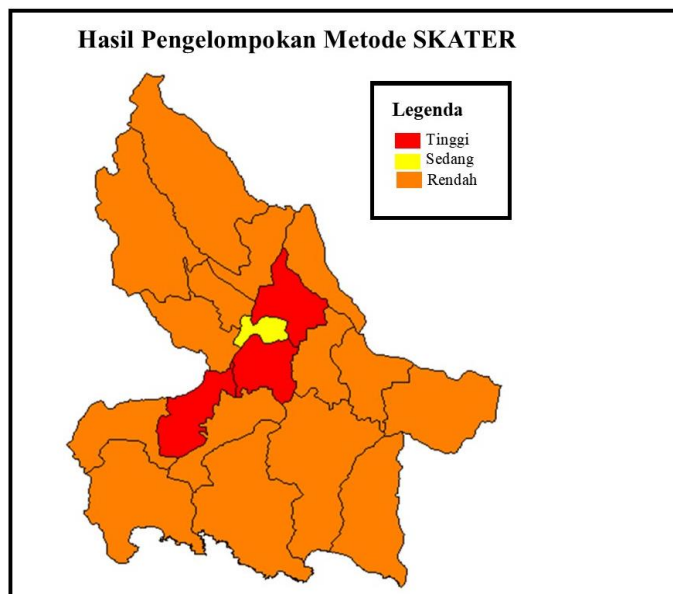 Hasil Pengelompokan Metode SKATER
Legenda
Tinggi
Sedang
Rendah